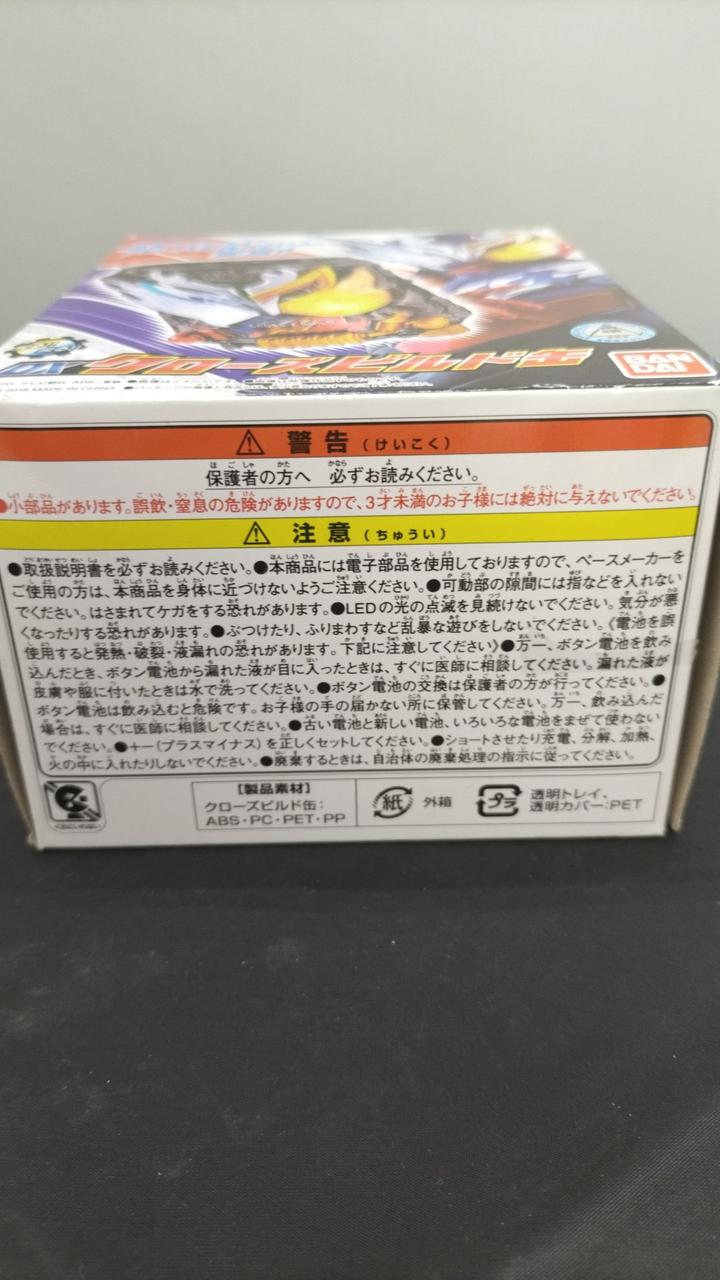 DX クローズビルド缶
BAN
DAI
2018 MADE IN CHINA
警告(けいこく)
保護者の方へ 必ずお読みください。
●小部品があります。誤飲・窒息の危険がありますので、3才未満のお子様には絶対に与えないでください。
注意(ちゅうい)
●取扱説明書を必ずお読みください。●本商品には電子部品を使用しておりますので、ペースメーカーを
ご使用の方は、本商品を身体に近づけないようご注意ください。●可動部の隙間には指などを入れない
でください。はさまれてケガをする恐れがあります。●LEDの光の点滅を見続けないでください。気分が悪
くなったりする恐れがあります。●ぶつけたり、ふりまわすなど乱暴な遊びをしないでください。《電池を誤
使用すると発熱・破裂・液漏れの恐れがあります。下記に注意してください》●万一、ボタン電池を飲み
込んだとき、ボタン電池から漏れた液が目に入ったときは、すぐに医師に相談してください。漏れた液が
皮膚や服に付いたときは水で洗ってください。●ボタン電池の交換は保護者の方が行ってください。●
ボタン電池は飲み込むと危険です。お子様の手の届かない所に保管してください。万一、飲み込んだ
場合は、すぐに医師に相談してください。●古い電池と新しい電池、いろいろな電池をまぜて使わない
でください。●+-(プラスマイナス)を正しくセットしてください。●ショートさせたり充電、分解、加熱、
火の中に入れたりしないでください。●廃棄するときは、自治体の廃棄処理の指示に従ってください。
くちにいれない
【製品素材】
クローズビルド缶:
ABS・PC・PET・PP
紙 外箱
プラ 透明トレイ、
透明カバー:PET